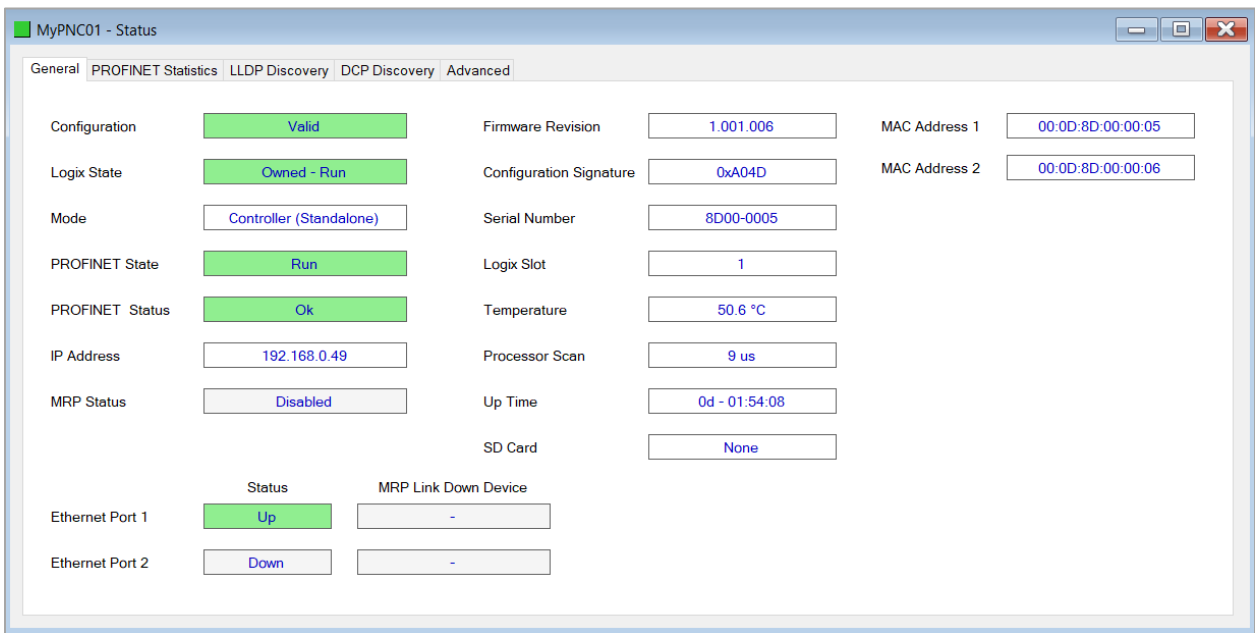 MyPNC01 - Status
General PROFINET Statistics LLDP Discovery DCP Discovery Advanced
Configuration Valid Firmware Revision 1.001.006 MAC Address 1 00:0D:8D:00:00:05
Logix State Owned - Run Configuration Signature 0xA04D MAC Address 2 00:0D:8D:00:00:06
Mode Controller (Standalone) Serial Number 8D00-0005
PROFINET State Run Logix Slot 1
PROFINET Status Ok Temperature 50.6 °C
IP Address 192.168.0.49 Processor Scan 9 us
MRP Status Disabled Up Time 0d - 01:54:08
SD Card None
Status MRP Link Down Device
Ethernet Port 1 Up -
Ethernet Port 2 Down -